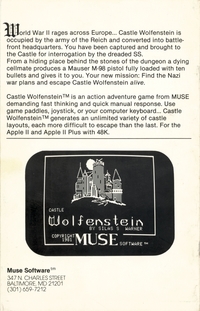 World War II rages across Europe... Castle Wolfenstein is
occupied by the army of the Reich and converted into battle-
front headquarters. You have been captured and brought to
the Castle for interrogation by the dreaded SS.
From a hiding place behind the stones of the dungeon a dying
cellmate produces a Mauser M-98 pistol fully loaded with ten
bullets and gives it to you. Your new mission: Find the Nazi
war plans and escape Castle Wolfenstein alive.
Castle Wolfenstein™ is an action adventure game from MUSE
demanding fast thinking and quick manual response. Use
game paddles, joystick, or your computer keyboard... Castle
Wolfenstein™ generates an unlimited variety of castle
layouts, each more difficult to escape than the last. For the
Apple II and Apple II Plus with 48K.
CASTLE
Wolfenstein
BY SILAS S WARNER
COPYRIGHT
1981 MUSE SOFTWARE™
Muse Software
347 N. CHARLES STREET
BALTIMORE, MD 21201
(301) 659-7212